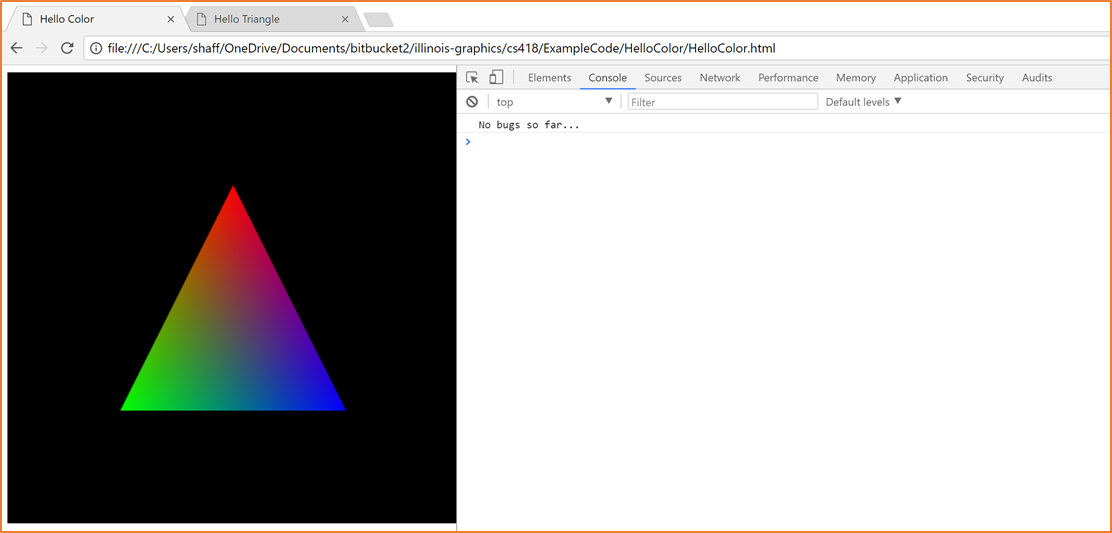 Hello Color
Hello Triangle
file:///C:/Users/shaff/OneDrive/Documents/bitbucket2/illinois-graphics/cs418/ExampleCode/HelloColor/HelloColor.html
Elements Console Sources Network Performance Memory Application Security Audits
top Filter Default levels
No bugs so far...